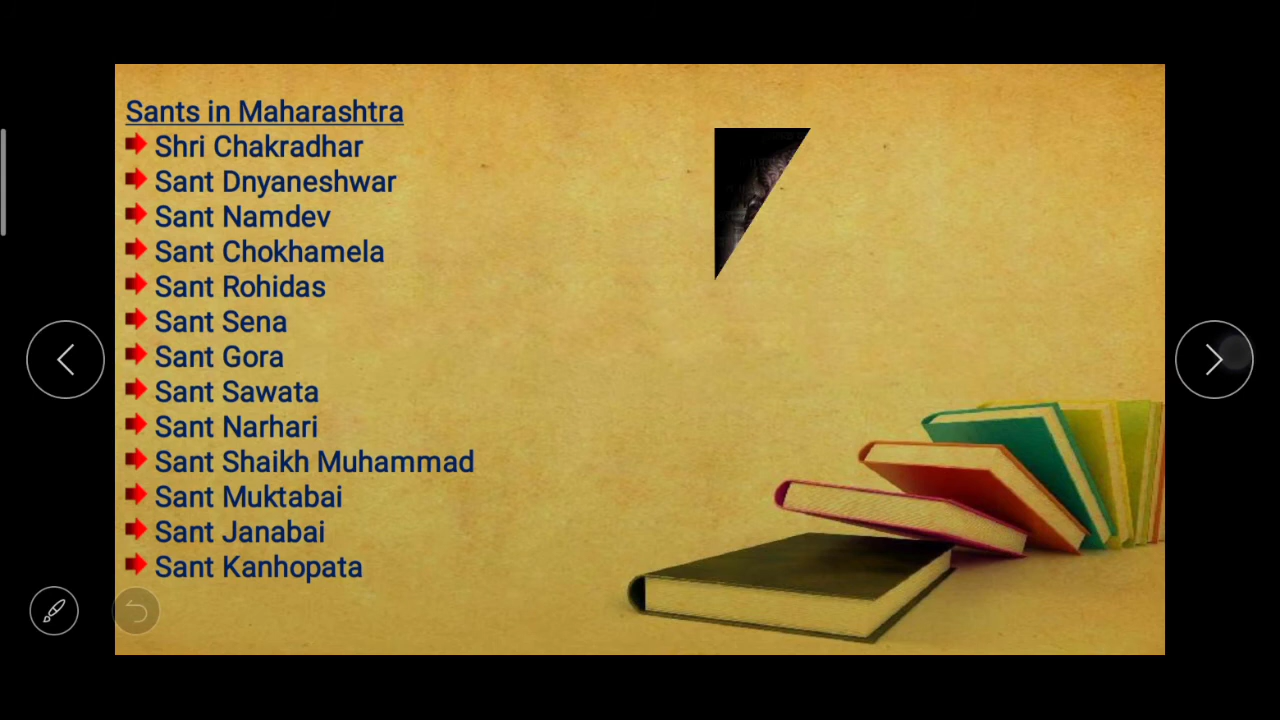 Sants in Maharashtra
Shri Chakradhar
Sant Dnyaneshwar
Sant Namdev
Sant Chokhamela
Sant Rohidas
Sant Sena
Sant Gora
Sant Sawata
Sant Narhari
Sant Shaikh Muhammad
Sant Muktabai
Sant Janabai
Sant Kanhopata